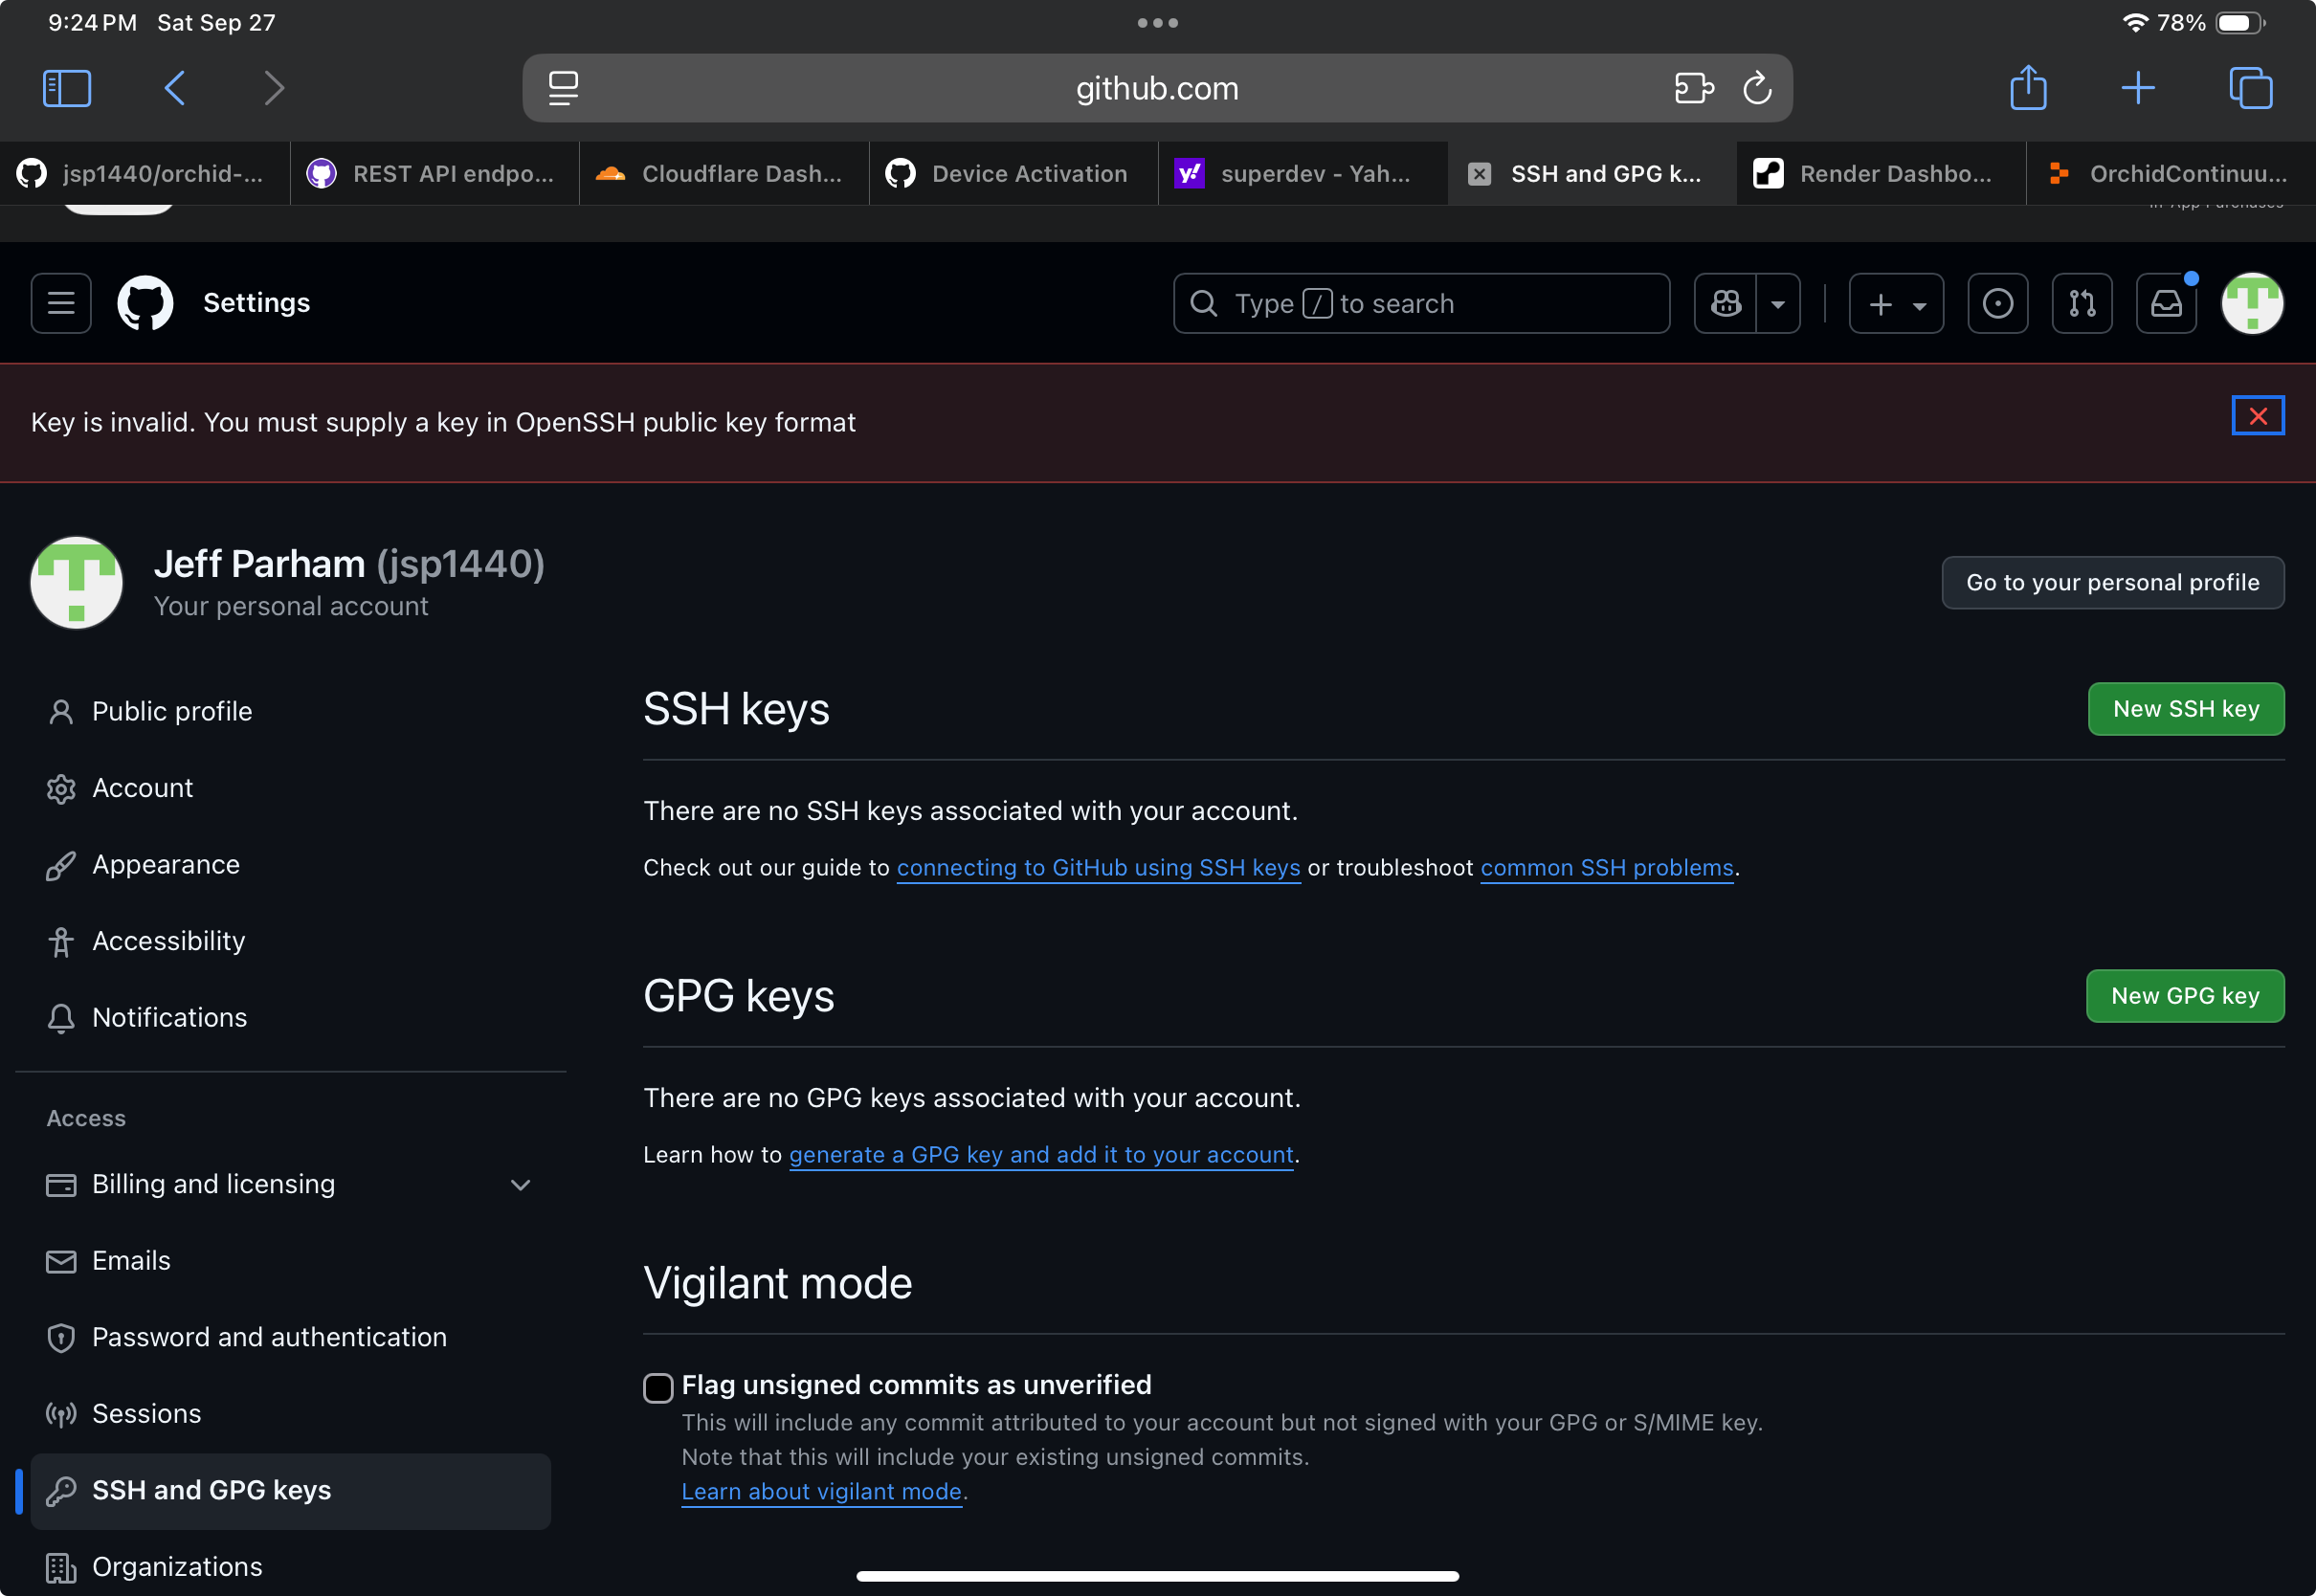 9:24 PM Sat Sep 27
78%
github.com
jsp1440/orchid-...
REST API endpo...
Cloudflare Dash...
Device Activation
superdev - Yah...
SSH and GPG k...
Render Dashbo...
OrchidContinuu...
In-App Purchases
Settings
Type / to search
Key is invalid. You must supply a key in OpenSSH public key format
Jeff Parham (jsp1440)
Your personal account
Go to your personal profile
Public profile
Account
Appearance
Accessibility
Notifications
Access
Billing and licensing
Emails
Password and authentication
Sessions
SSH and GPG keys
Organizations
SSH keys
New SSH key
There are no SSH keys associated with your account.
Check out our guide to connecting to GitHub using SSH keys or troubleshoot common SSH problems.
GPG keys
New GPG key
There are no GPG keys associated with your account.
Learn how to generate a GPG key and add it to your account.
Vigilant mode
Flag unsigned commits as unverified
This will include any commit attributed to your account but not signed with your GPG or S/MIME key.
Note that this will include your existing unsigned commits.
Learn about vigilant mode.